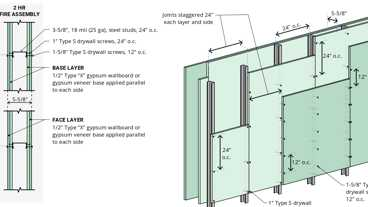 2 HR
FIRE ASSEMBLY
3-5/8", 18 mil (25 ga), steel studs, 24" o.c.
1" Type S drywall screws, 24" o.c.
1-5/8" Type S drywall screws, 12" o.c.
BASE LAYER
1/2" Type "X" gypsum wallboard or
gypsum veneer base applied parallel
to each side
5-5/8"
FACE LAYER
1/2" Type "X" gypsum wallboard or
gypsum veneer base applied parallel
to each side
Joints staggered 24"
each layer and side
24" o.c.
5-5/8"
24"
o.c.
12"
24"
o.c.
12" o.c.
1" Type S drywall
1-5/8" Ty
drywall s
12" o.c.